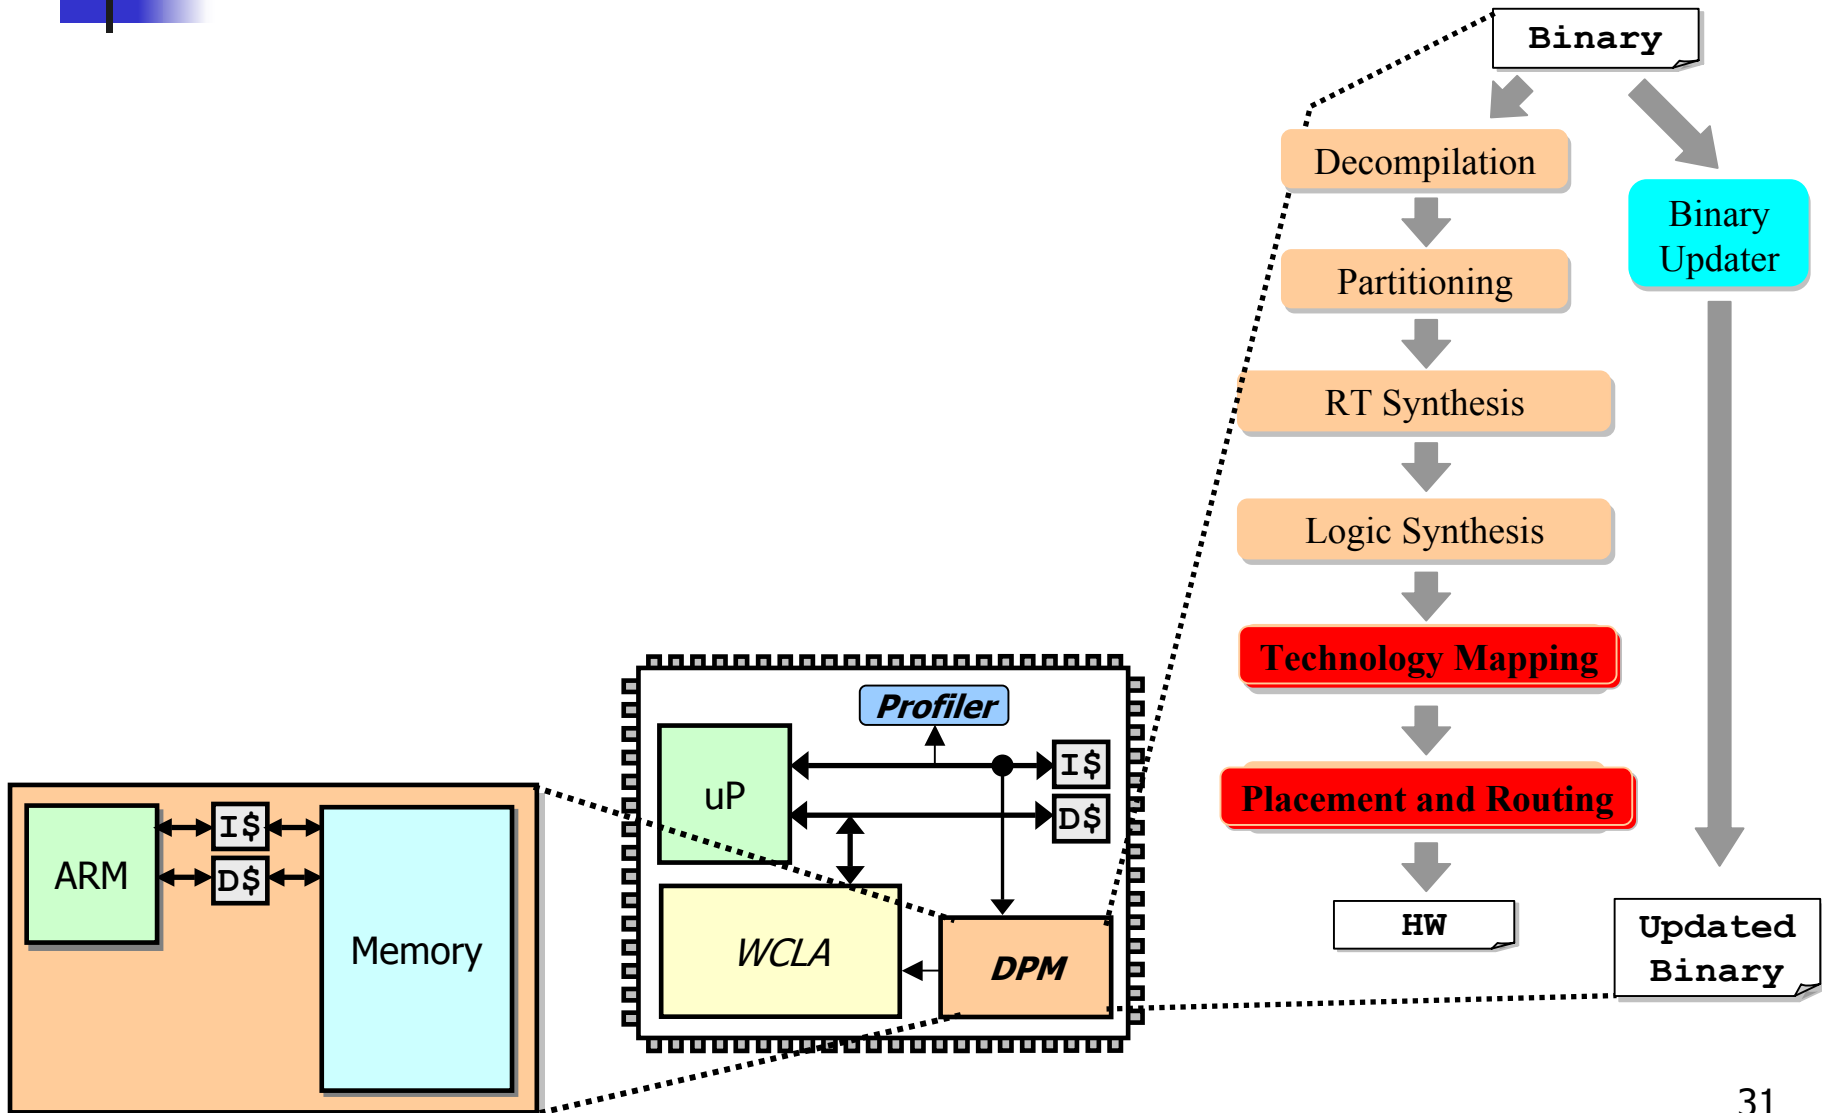 Binary
Decompilation
Binary
Updater
Partitioning
RT Synthesis
Logic Synthesis
Technology Mapping
Placement and Routing
HW
Updated
Binary
Profiler
uP
I$
D$
WCLA
DPM
ARM
I$
D$
Memory
31